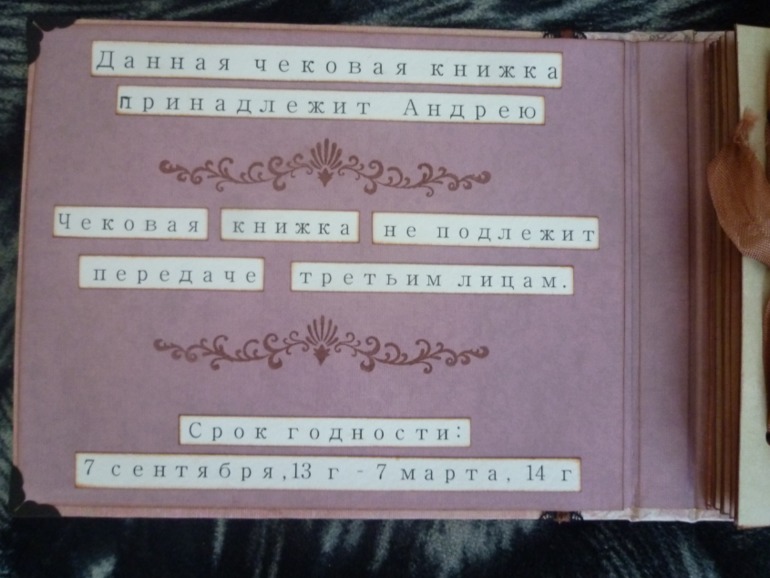 Данная чековая книжка
принадлежит Андрею
Чековая книжка не подлежит
передаче третьим лицам.
Срок годности:
7 сентября,13 г - 7 марта, 14 г